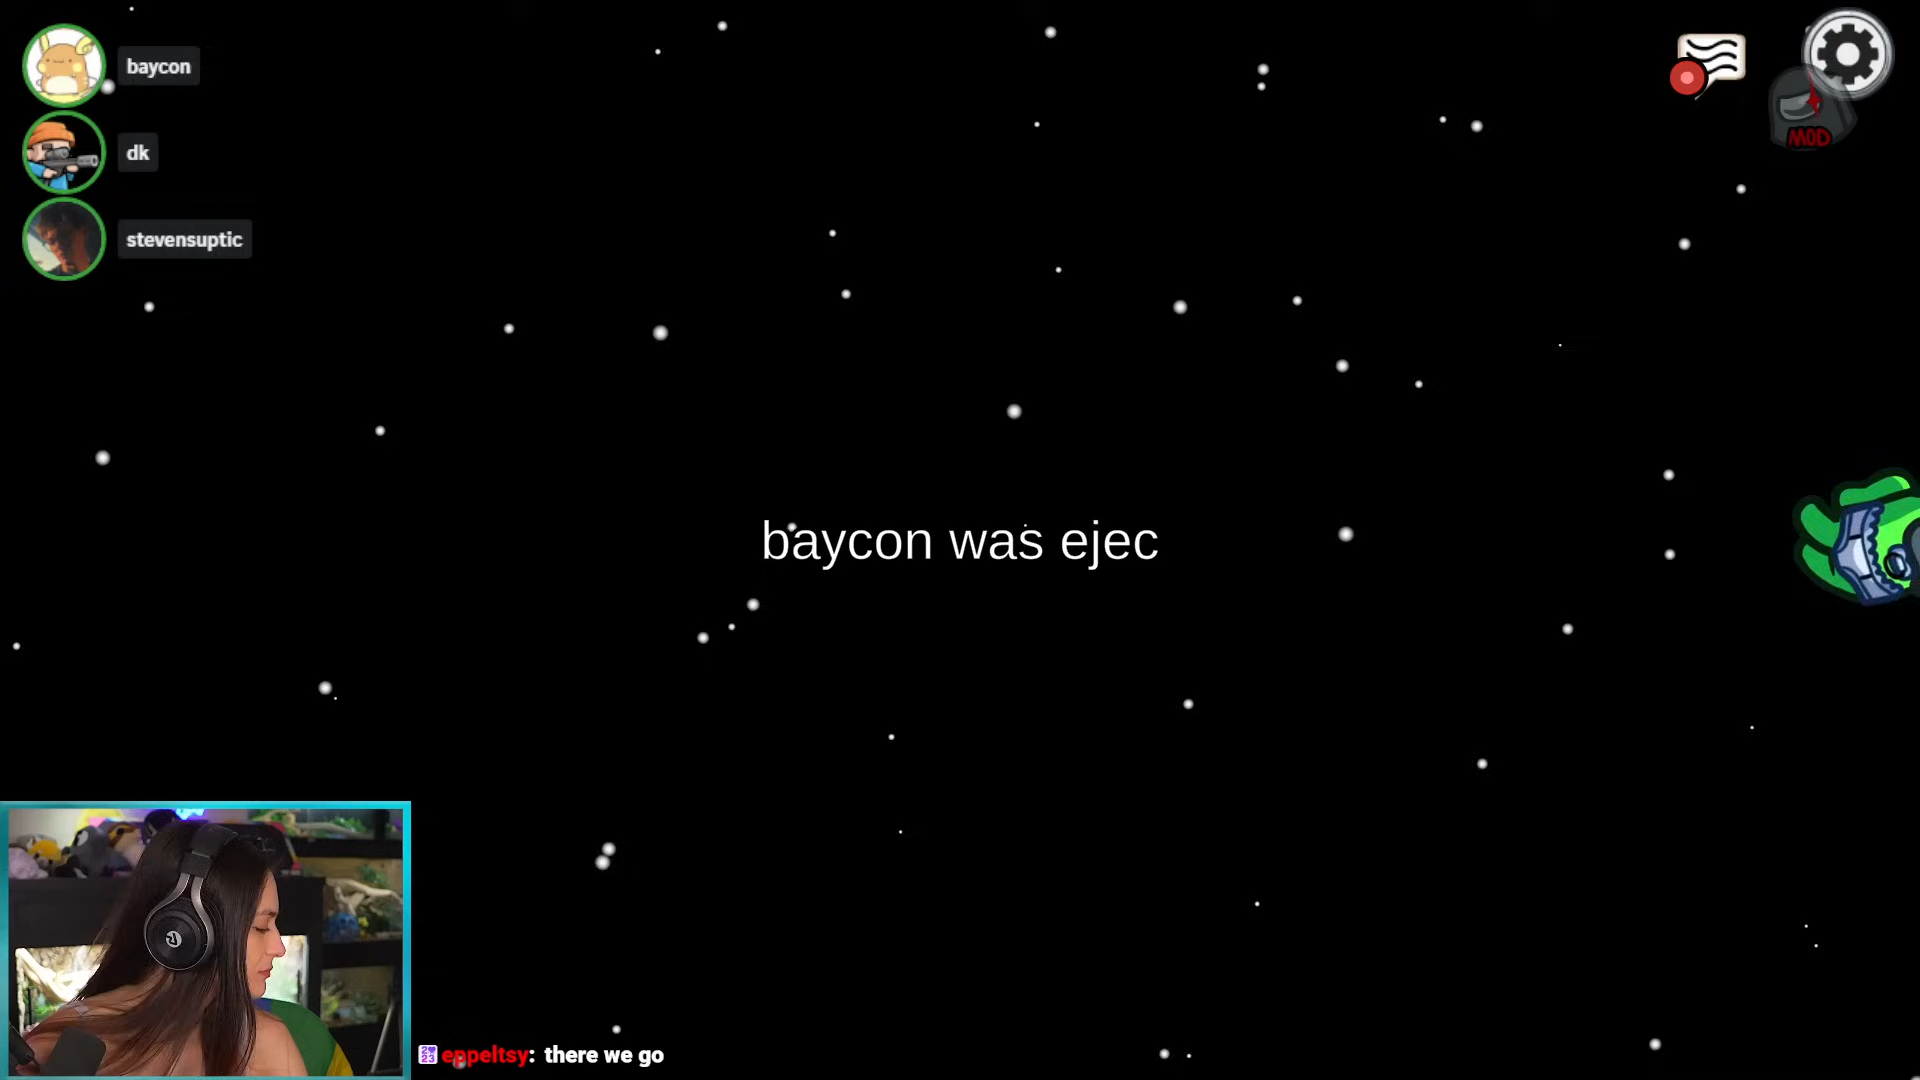 baycon
dk
stevensuptic
MOD
baycon was ejec
eppeltsy: there we go